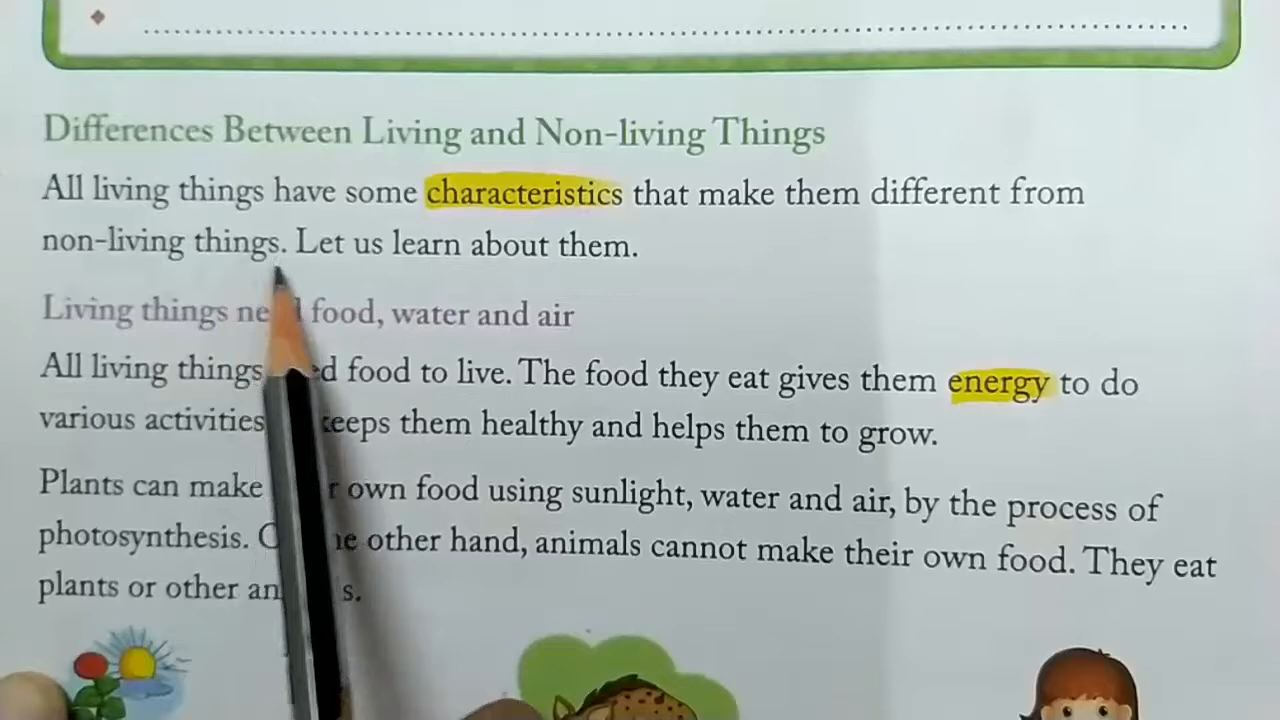 Differences Between Living and Non-living Things
All living things have some characteristics that make them different from
non-living things. Let us learn about them.
Living things food, water and air
All living things food to live. The food they eat gives them energy to do
various activities keeps them healthy and helps them to grow.
Plants can make own food using sunlight, water and air, by the process of
photosynthesis. other hand, animals cannot make their own food. They eat
plants or other